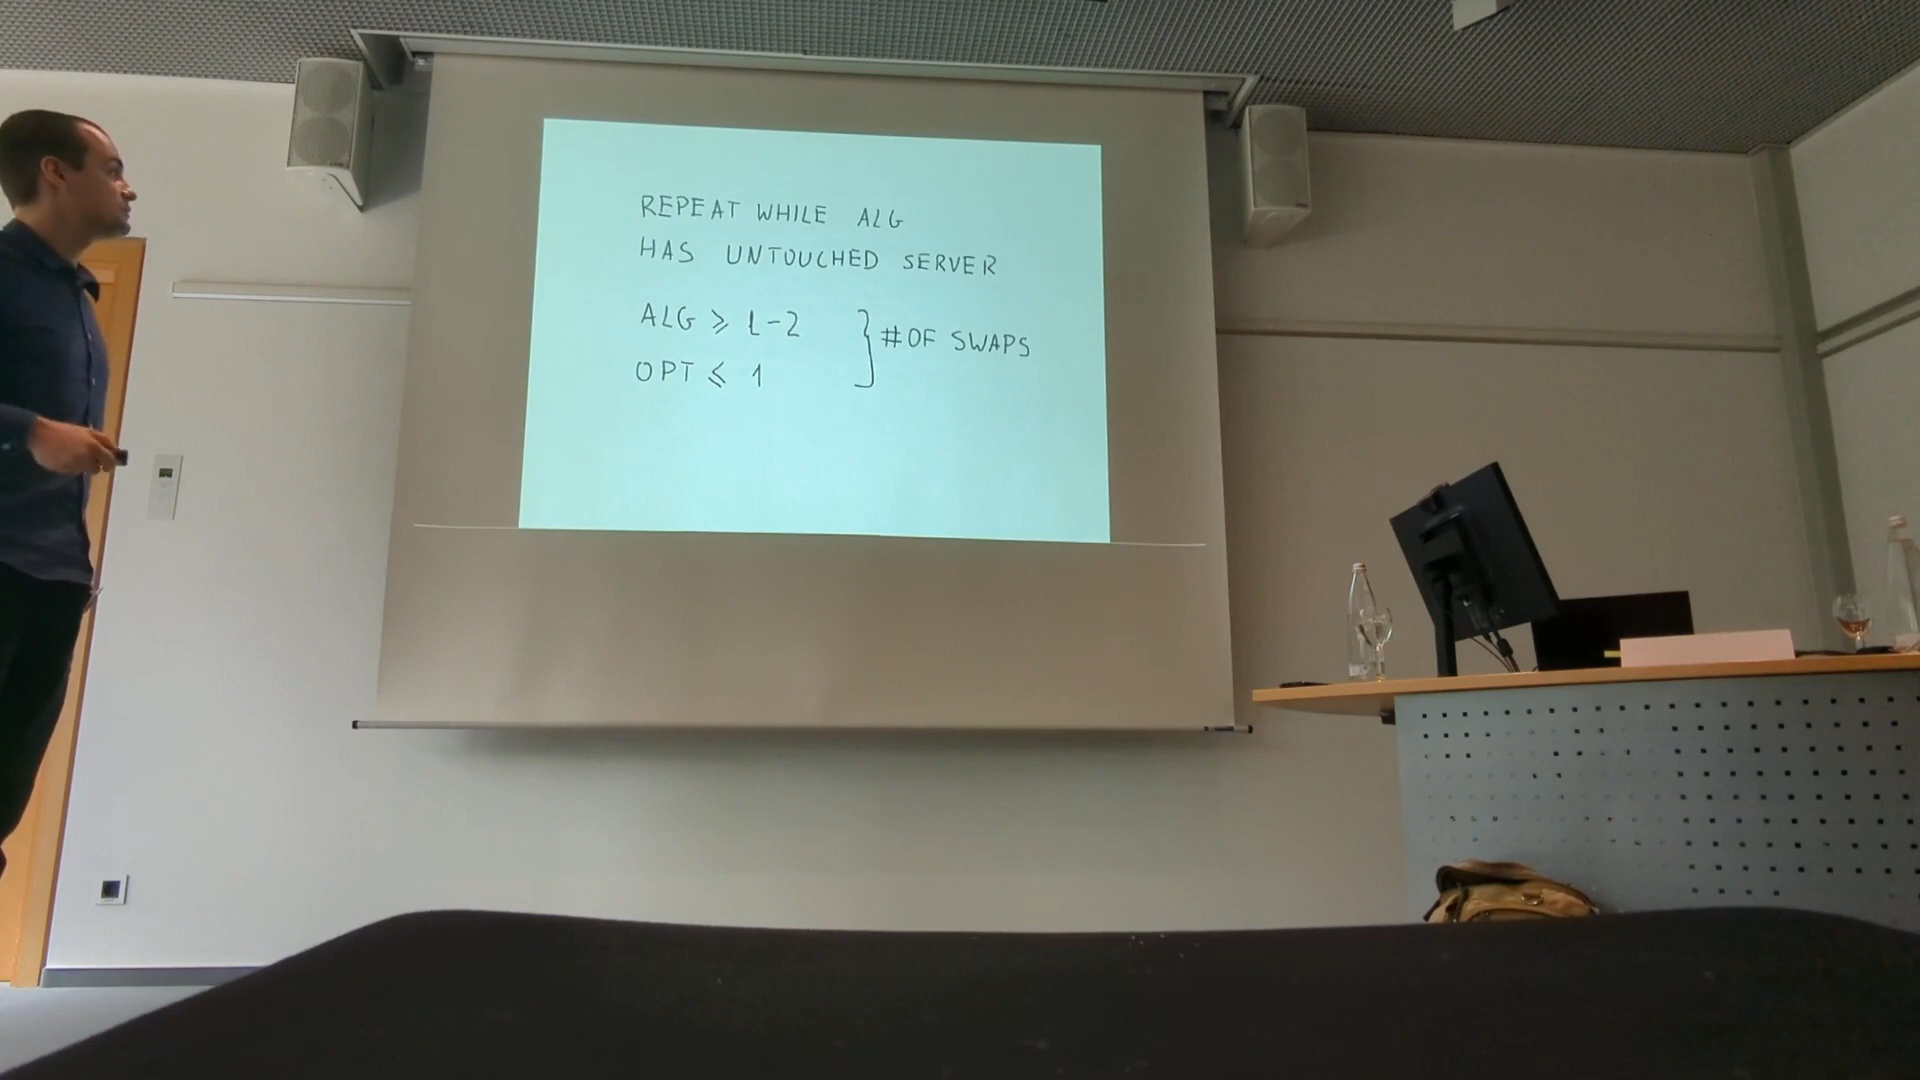 REPEAT WHILE ALG
HAS UNTOUCHED SERVER
ALG ⩾ L-2
OPT ⩽ 1
} # OF SWAPS